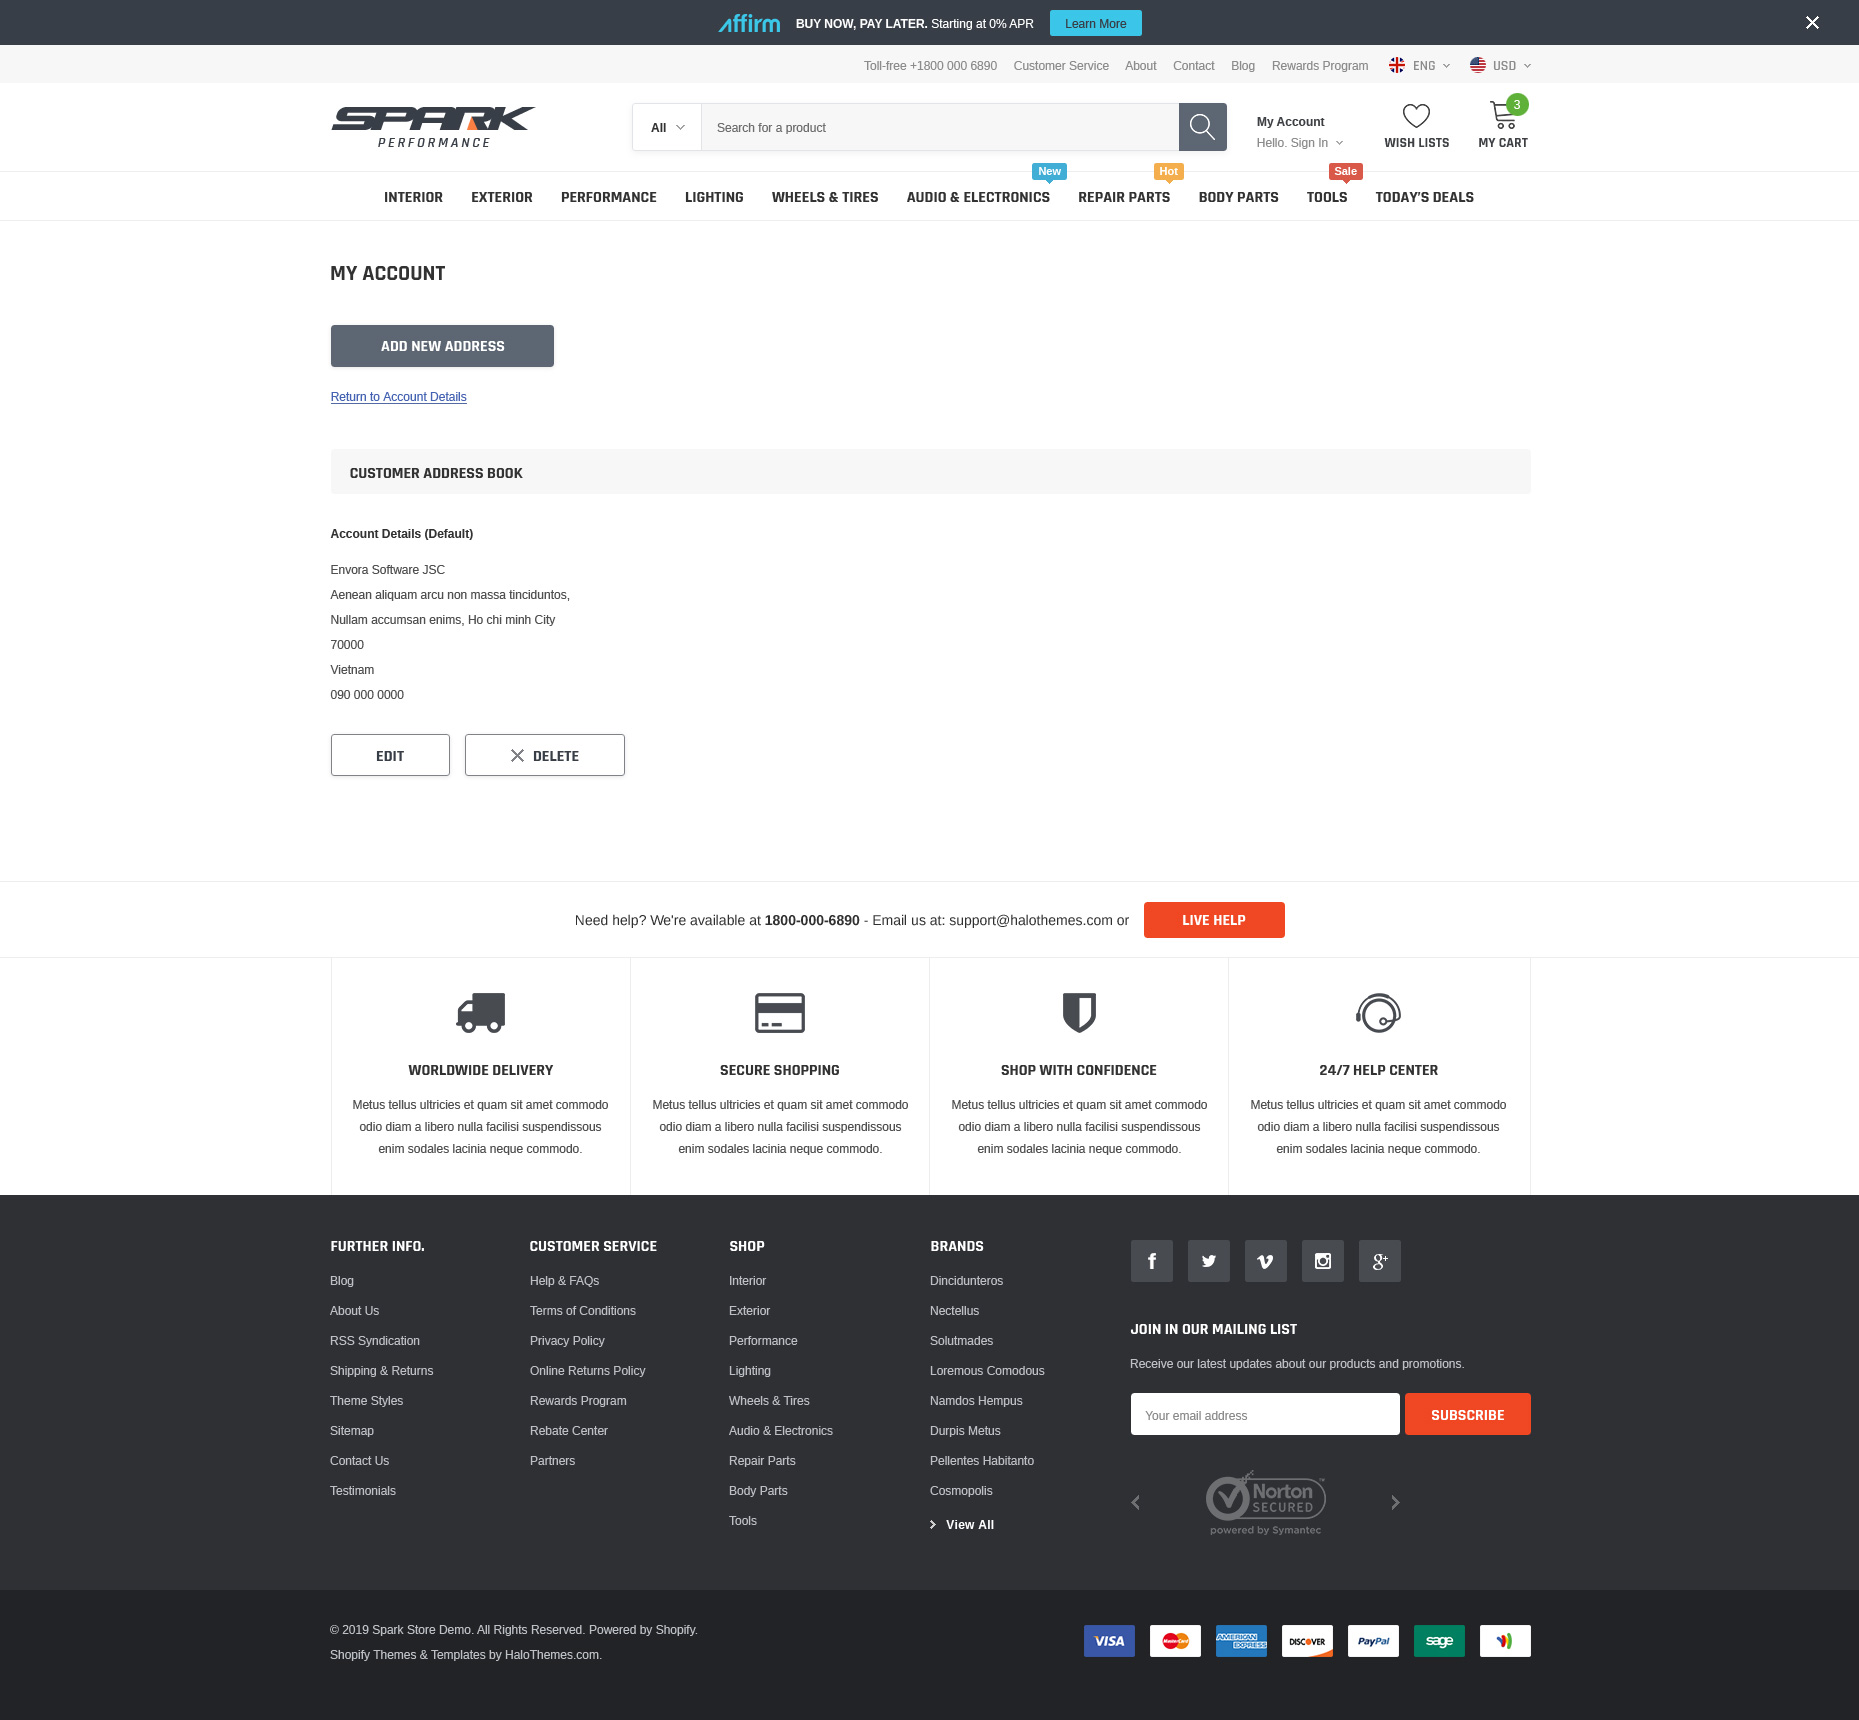 affirm BUY NOW, PAY LATER. Starting at 0% APR Learn More
Toll-free +1800 000 6890 Customer Service About Contact Blog Rewards Program ENG USD
SPARK
PERFORMANCE
All Search for a product
My Account
Hello. Sign In
WISH LISTS
3
MY CART
New Hot Sale
INTERIOR EXTERIOR PERFORMANCE LIGHTING WHEELS & TIRES AUDIO & ELECTRONICS REPAIR PARTS BODY PARTS TOOLS TODAY'S DEALS
MY ACCOUNT
ADD NEW ADDRESS
Return to Account Details
CUSTOMER ADDRESS BOOK
Account Details (Default)
Envora Software JSC
Aenean aliquam arcu non massa tinciduntos,
Nullam accumsan enims, Ho chi minh City
70000
Vietnam
090 000 0000
EDIT DELETE
Need help? We're available at 1800-000-6890 - Email us at: support@halothemes.com or LIVE HELP
WORLDWIDE DELIVERY
Metus tellus ultricies et quam sit amet commodo
odio diam a libero nulla facilisi suspendissous
enim sodales lacinia neque commodo.
SECURE SHOPPING
Metus tellus ultricies et quam sit amet commodo
odio diam a libero nulla facilisi suspendissous
enim sodales lacinia neque commodo.
SHOP WITH CONFIDENCE
Metus tellus ultricies et quam sit amet commodo
odio diam a libero nulla facilisi suspendissous
enim sodales lacinia neque commodo.
24/7 HELP CENTER
Metus tellus ultricies et quam sit amet commodo
odio diam a libero nulla facilisi suspendissous
enim sodales lacinia neque commodo.
FURTHER INFO.
Blog
About Us
RSS Syndication
Shipping & Returns
Theme Styles
Sitemap
Contact Us
Testimonials
CUSTOMER SERVICE
Help & FAQs
Terms of Conditions
Privacy Policy
Online Returns Policy
Rewards Program
Rebate Center
Partners
SHOP
Interior
Exterior
Performance
Lighting
Wheels & Tires
Audio & Electronics
Repair Parts
Body Parts
Tools
BRANDS
Dincidunteros
Nectellus
Solutmades
Loremous Comodous
Namdos Hempus
Durpis Metus
Pellentes Habitanto
Cosmopolis
View All
JOIN IN OUR MAILING LIST
Receive our latest updates about our products and promotions.
Your email address SUBSCRIBE
Norton
SECURED
powered by Symantec
© 2019 Spark Store Demo. All Rights Reserved. Powered by Shopify.
Shopify Themes & Templates by HaloThemes.com.
VISA MasterCard AMERICAN EXPRESS DISCOVER PayPal sage